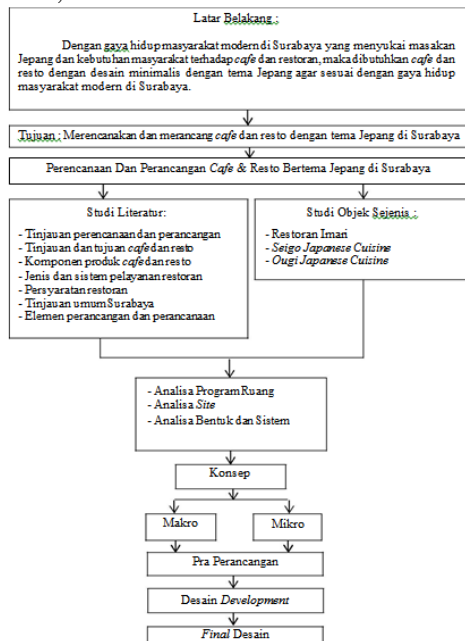 Latar Belakang :
Dengan gaya hidup masyarakat modern di Surabaya yang menyukai masakan
Jepang dan kebutuhan masyarakat terhadap cafe dan restoran, maka dibutuhkan cafe dan
resto dengan desain minimalis dengan tema Jepang agar sesuai dengan gaya hidup
masyarakat modern di Surabaya.
Tujuan : Merencanakan dan merancang cafe dan resto dengan tema Jepang di Surabaya
Perencanaan Dan Perancangan Cafe & Resto Bertema Jepang di Surabaya
Studi Literatur:
- Tinjauan perencanaan dan perancangan
- Tinjauan dan tujuan cafe dan resto
- Komponen produk cafe dan resto
- Jenis dan sistem pelayanan restoran
- Persyaratan restoran
- Tinjauan umum Surabaya
- Elemen perancangan dan perancanaan
Studi Objek Sejenis :
- Restoran Imari
- Seigo Japanese Cuisine
- Ougi Japanese Cuisine
- Analisa Program Ruang
- Analisa Site
- Analisa Bentuk dan Sistem
Konsep
Makro
Mikro
Pra Perancangan
Desain Development
Final Desain